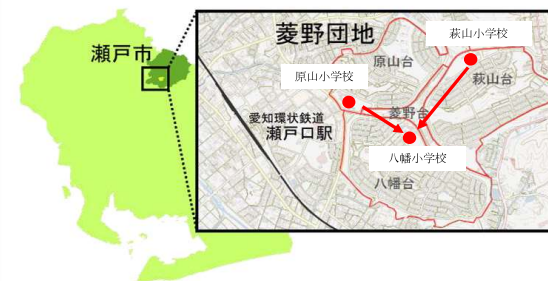 瀬戸市
菱野団地
萩山小学校
原山台
原山小学校
萩山台
菱野台
愛知環状鉄道
瀬戸口駅
八幡小学校
八幡台